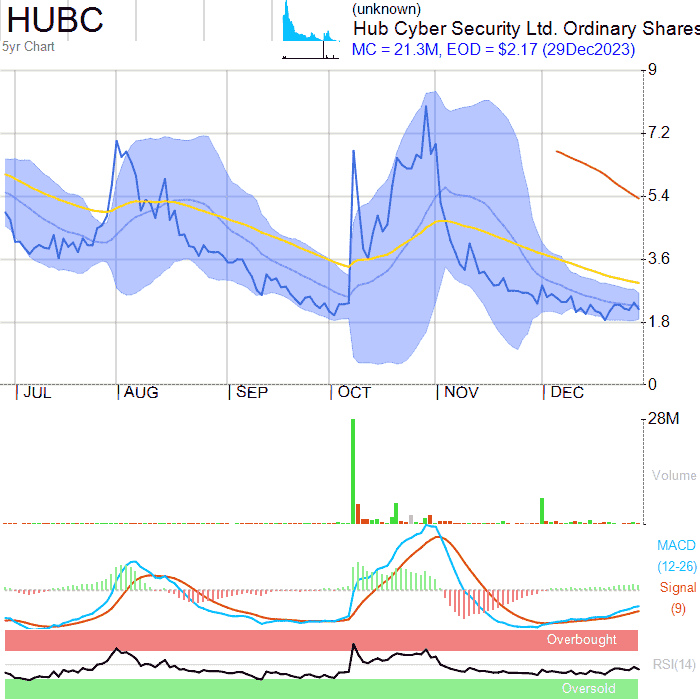 HUBC
5yr Chart
(unknown)
Hub Cyber Security Ltd. Ordinary Shares
MC = 21.3M, EOD = $2.17 (29Dec2023)
9
7.2
5.4
3.6
1.8
0
JUL AUG SEP OCT NOV DEC
28M
Volume
MACD
(12-26)
Signal
(9)
Overbought
RSI(14)
Oversold